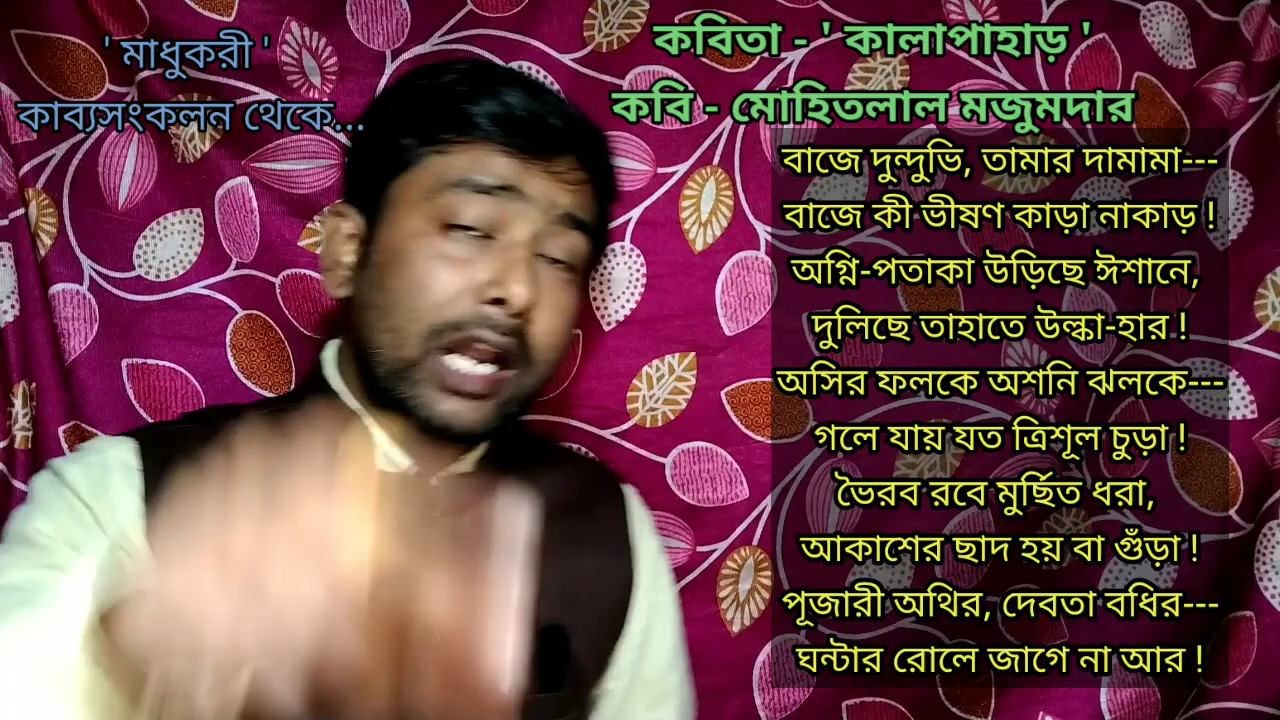 ' মাধুকরী '
কাব্যসংকলন থেকে...
কবিতা - ' কালাপাহাড় '
কবি - মোহিতলাল মজুমদার
বাজে দুন্দুভি, তামার দামামা---
বাজে কী ভীষণ কাড়া নাকাড় !
অগ্নি-পতাকা উড়িছে ঈশানে,
দুলিছে তাহাতে উল্কা-হার !
অসির ফলকে অশনি ঝলকে---
গলে যায় যত ত্রিশূল চুড়া !
ভৈরব রবে মুর্ছিত ধরা,
আকাশের ছাদ হয় বা গুঁড়া !
পূজারী অথির, দেবতা বধির---
ঘন্টার রোলে জাগে না আর !